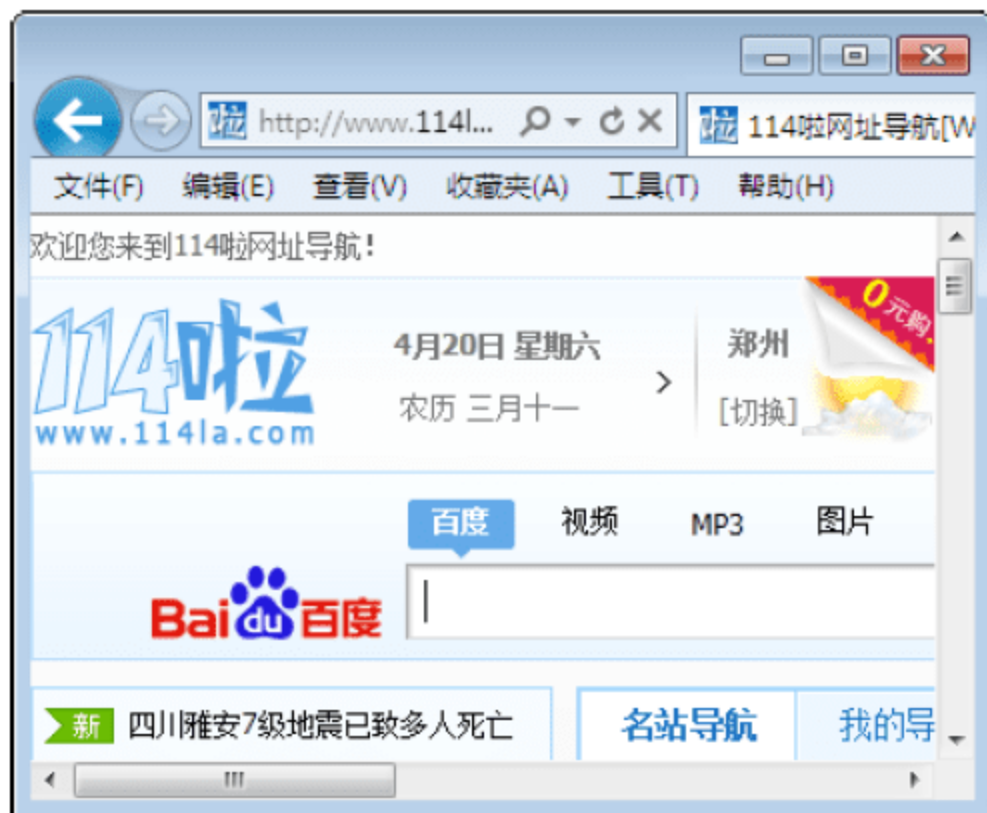 http://www.114l... 114啦网址导航[W
文件(F) 编辑(E) 查看(V) 收藏夹(A) 工具(T) 帮助(H)
欢迎您来到114啦网址导航!
114啦
www.114la.com
4月20日 星期六
农历 三月十一
郑州
[切换]
0元购
百度 视频 MP3 图片
Bai du 百度
新 四川雅安7级地震已致多人死亡
名站导航 我的导